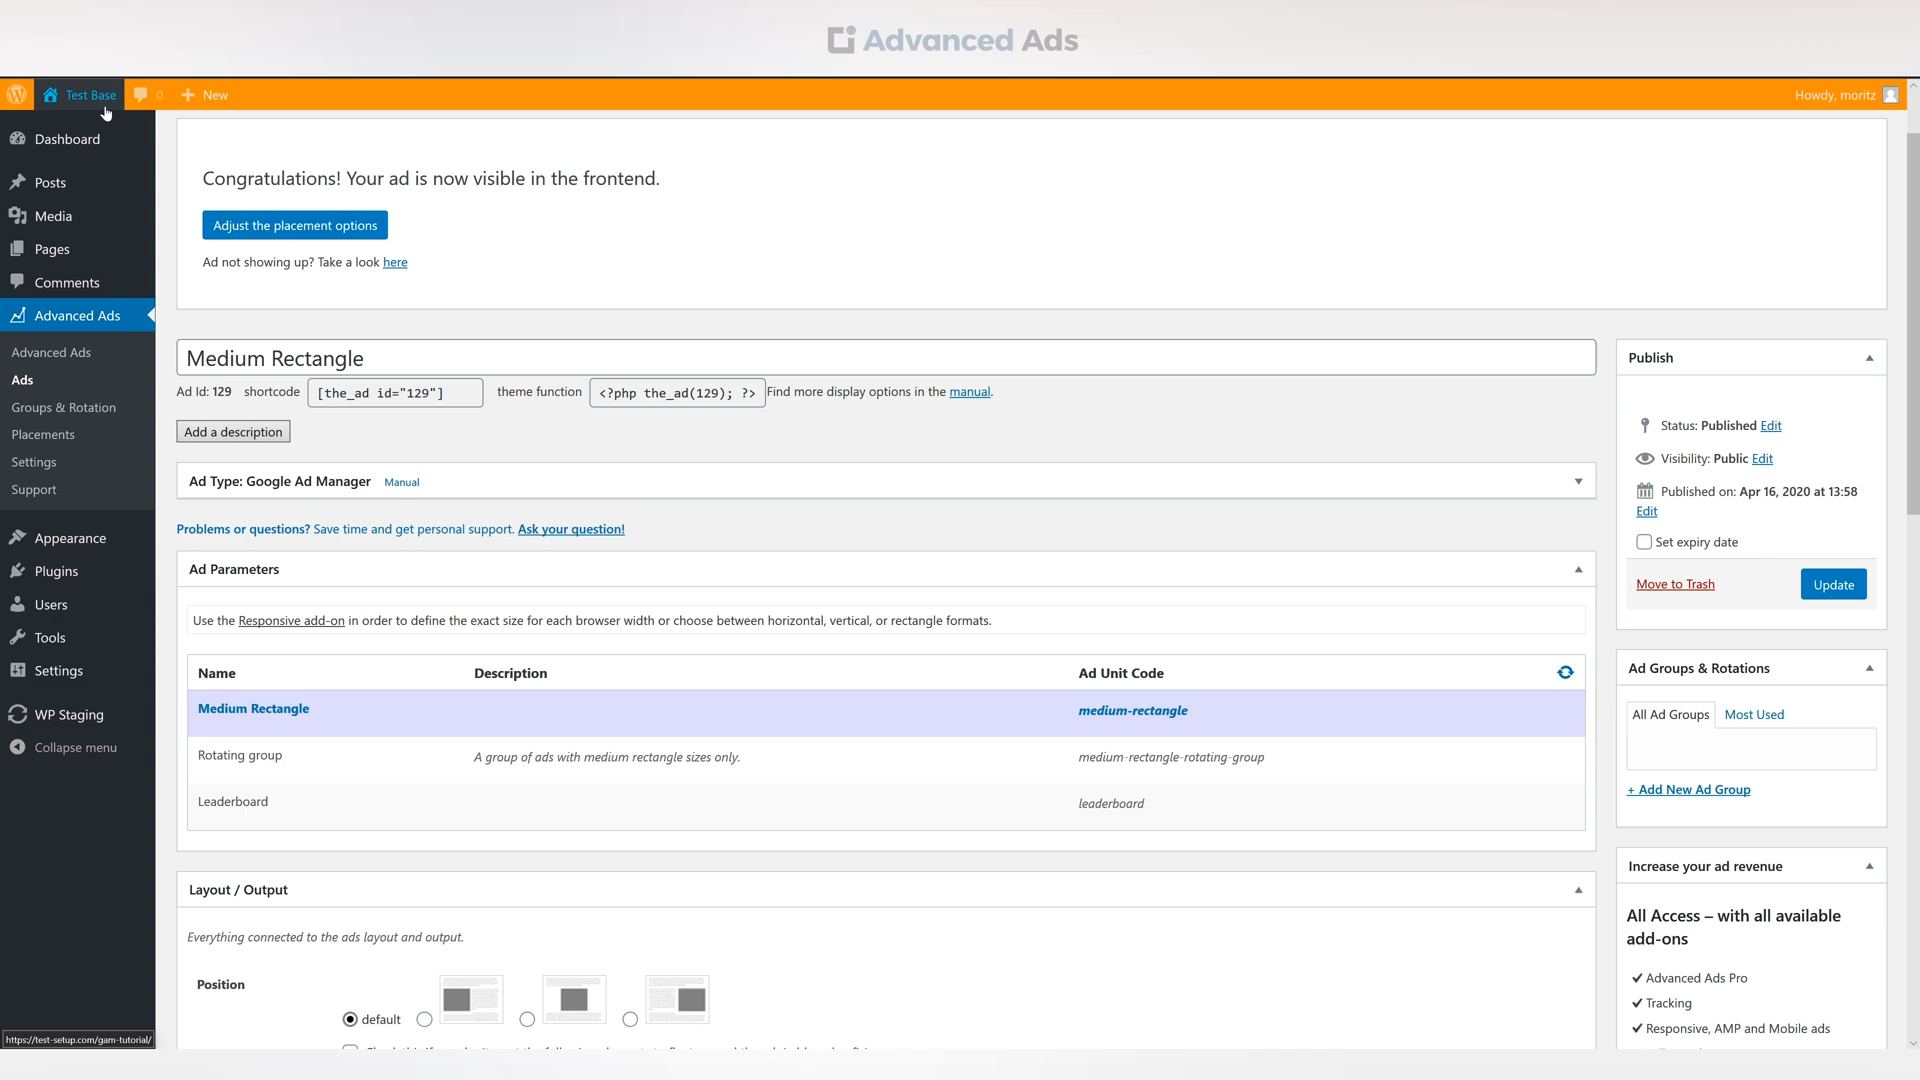 Advanced Ads
Test Base
0
New
Howdy, moritz
Dashboard
Posts
Media
Pages
Comments
Advanced Ads
Advanced Ads
Ads
Groups & Rotation
Placements
Settings
Support
Appearance
Plugins
Users
Tools
Settings
WP Staging
Collapse menu
https://test-setup.com/gam-tutorial/
Congratulations! Your ad is now visible in the frontend.
Adjust the placement options
Ad not showing up? Take a look here
Medium Rectangle
Ad Id: 129 shortcode [the_ad id="129"] theme function <?php the_ad(129); ?> Find more display options in the manual.
Add a description
Ad Type: Google Ad Manager Manual
Problems or questions? Save time and get personal support. Ask your question!
Ad Parameters
Use the Responsive add-on in order to define the exact size for each browser width or choose between horizontal, vertical, or rectangle formats.
Name Description Ad Unit Code
Medium Rectangle medium-rectangle
Rotating group A group of ads with medium rectangle sizes only. medium-rectangle-rotating-group
Leaderboard leaderboard
Layout / Output
Everything connected to the ads layout and output.
Position
default
Publish
Status: Published Edit
Visibility: Public Edit
Published on: Apr 16, 2020 at 13:58
Edit
Set expiry date
Move to Trash
Update
Ad Groups & Rotations
All Ad Groups Most Used
+ Add New Ad Group
Increase your ad revenue
All Access – with all available
add-ons
✔ Advanced Ads Pro
✔ Tracking
✔ Responsive, AMP and Mobile ads